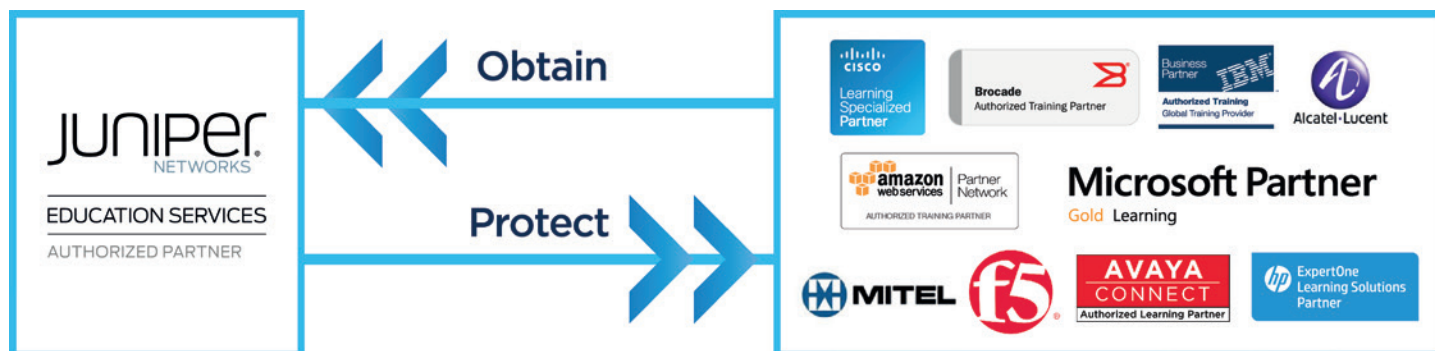 JUNIPER
NETWORKS
EDUCATION SERVICES
AUTHORIZED PARTNER
Obtain
Protect
CISCO
Learning
Specialized
Partner
Brocade
Authorized Training Partner
Business
Partner
IBM
Authorized Training
Global Training Provider
Alcatel·Lucent
amazon
webservices
Partner
Network
AUTHORIZED TRAINING PARTNER
Microsoft Partner
Gold Learning
MITEL
f5
AVAYA
CONNECT
Authorized Learning Partner
hp
ExpertOne
Learning Solutions
Partner